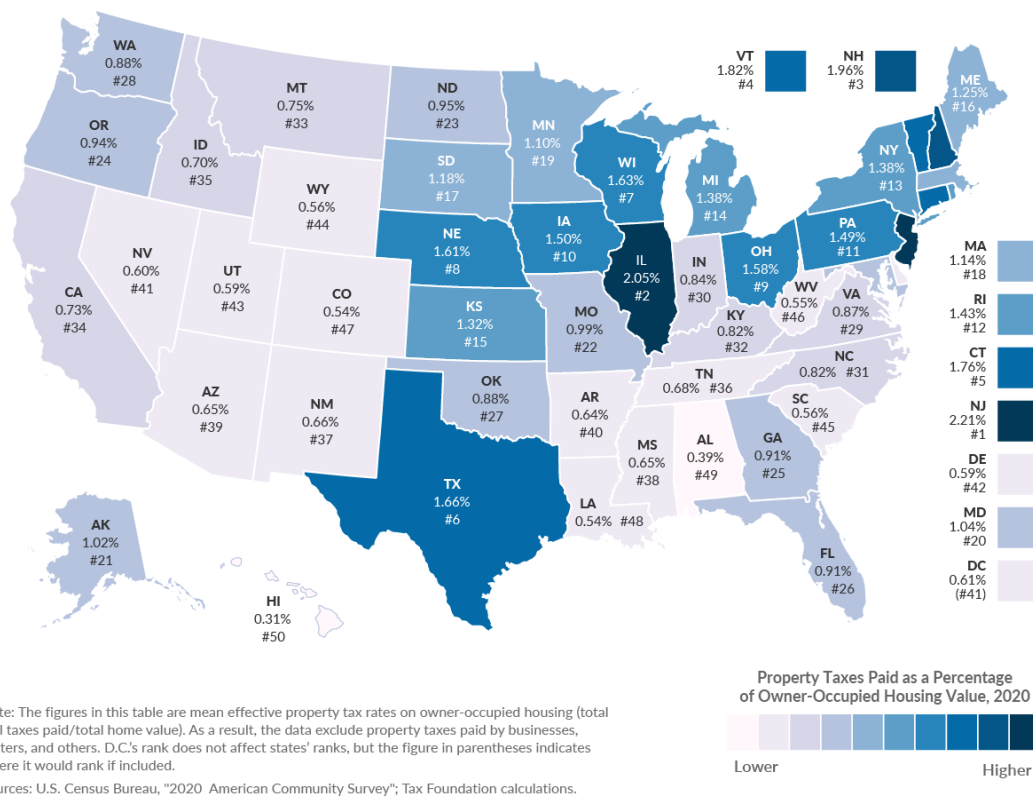 WA
0.88%
#28
OR
0.94%
#24
CA
0.73%
#34
NV
0.60%
#41
ID
0.70%
#35
MT
0.75%
#33
WY
0.56%
#44
UT
0.59%
#43
CO
0.54%
#47
AZ
0.65%
#39
NM
0.66%
#37
ND
0.95%
#23
SD
1.18%
#17
NE
1.61%
#8
KS
1.32%
#15
OK
0.88%
#27
TX
1.66%
#6
MN
1.10%
#19
IA
1.50%
#10
MO
0.99%
#22
AR
0.64%
#40
LA
0.54% #48
WI
1.63%
#7
IL
2.05%
#2
MI
1.38%
#14
IN
0.84%
#30
OH
1.58%
#9
KY
0.82%
#32
TN
0.68% #36
MS
0.65%
#38
AL
0.39%
#49
GA
0.91%
#25
FL
0.91%
#26
SC
0.56%
#45
NC
0.82% #31
VA
0.87%
#29
WV
0.55%
#46
PA
1.49%
#11
NY
1.38%
#13
VT
1.82%
#4
NH
1.96%
#3
ME
1.25%
#16
MA
1.14%
#18
RI
1.43%
#12
CT
1.76%
#5
NJ
2.21%
#1
DE
0.59%
#42
MD
1.04%
#20
DC
0.61%
(#41)
AK
1.02%
#21
HI
0.31%
#50
Property Taxes Paid as a Percentage
of Owner-Occupied Housing Value, 2020
Lower
Higher
te: The figures in this table are mean effective property tax rates on owner-occupied housing (total
l taxes paid/total home value). As a result, the data exclude property taxes paid by businesses,
ters, and others. D.C.'s rank does not affect states' ranks, but the figure in parentheses indicates
ere it would rank if included.
urces: U.S. Census Bureau, "2020 American Community Survey"; Tax Foundation calculations.